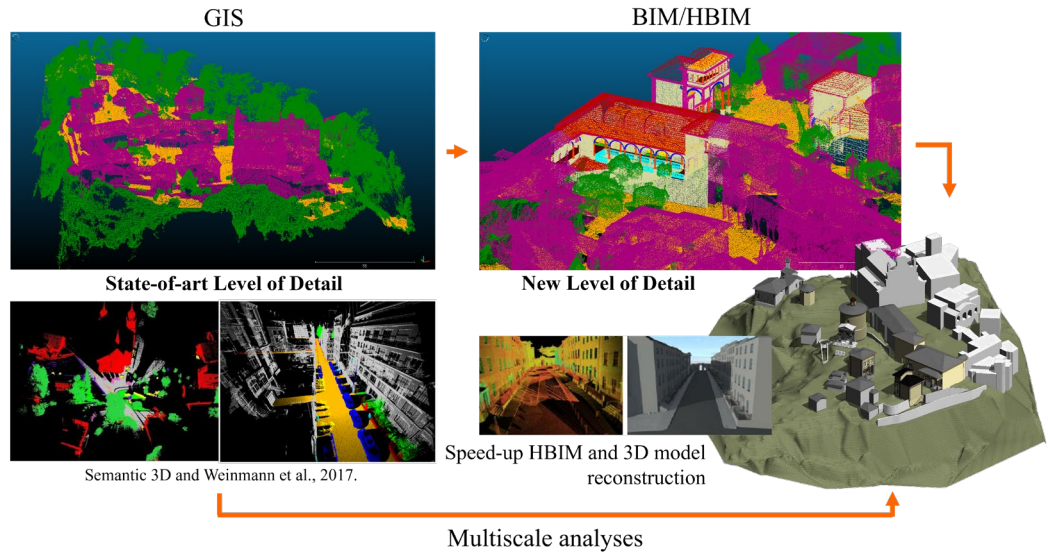 GIS
BIM/HBIM
State-of-art Level of Detail
New Level of Detail
Semantic 3D and Weinmann et al., 2017.
Speed-up HBIM and 3D model
reconstruction
Multiscale analyses